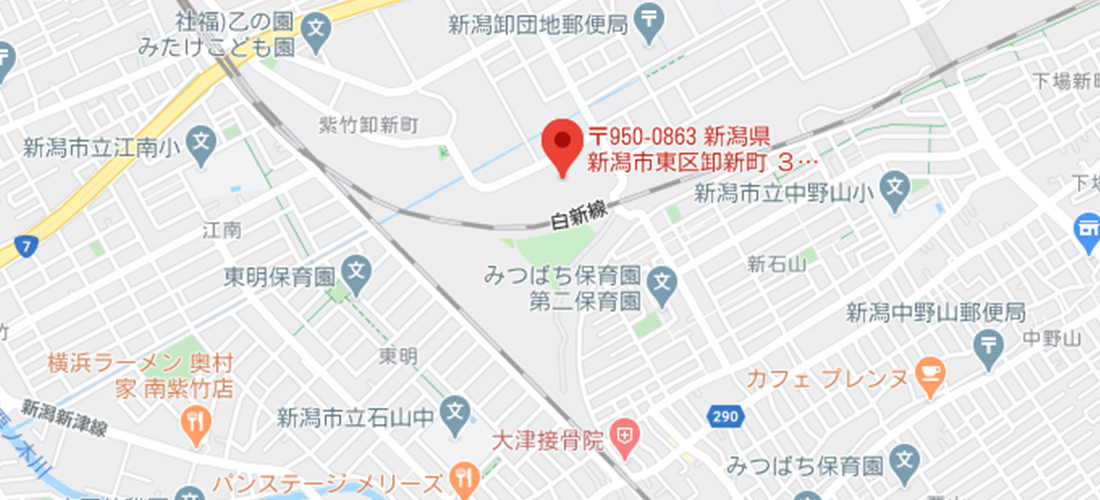 社福)乙の園
みたけこども園
新潟卸団地郵便局
紫竹卸新町
新潟市立江南小
〒950-0863 新潟県
新潟市東区卸新町 3…
下場新町
新潟市立中野山小
下場
白新線
江南
7
東明保育園
みつばち保育園
第二保育園
新石山
新潟中野山郵便局
中野山
竹
横浜ラーメン 奥村
家 南紫竹店
東明
カフェ プレンヌ
新潟新津線
新潟市立石山中
290
大津接骨院
みつばち保育園
パンステージ メリーズ